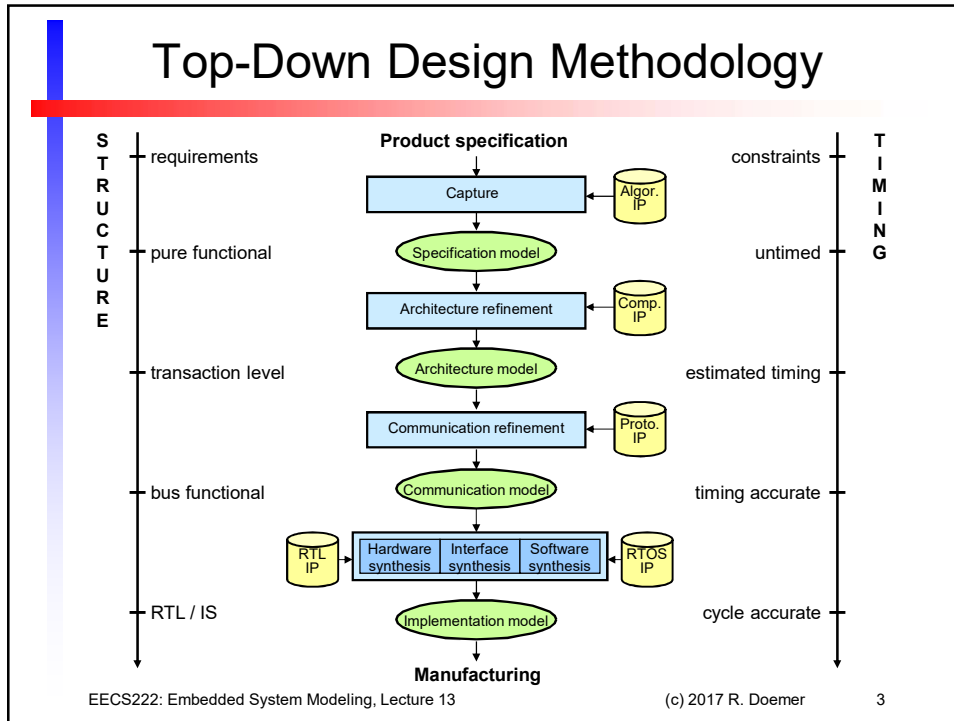 Top-Down Design Methodology
STRUCTURE
TIMING
Product specification
requirements
constraints
Capture
Algor.
IP
pure functional
Specification model
untimed
Architecture refinement
Comp.
IP
transaction level
Architecture model
estimated timing
Communication refinement
Proto.
IP
bus functional
Communication model
timing accurate
RTL
IP
Hardware
synthesis
Interface
synthesis
Software
synthesis
RTOS
IP
RTL / IS
Implementation model
cycle accurate
Manufacturing
EECS222: Embedded System Modeling, Lecture 13
(c) 2017 R. Doemer
3